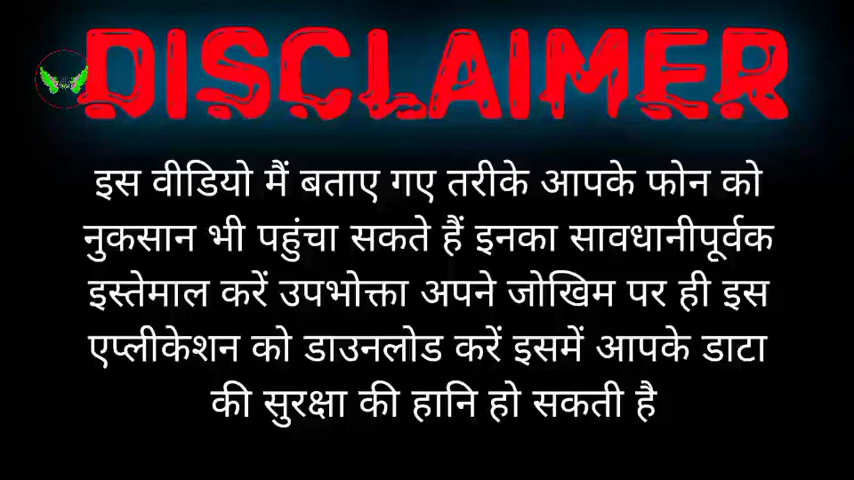 DISCLAIMER
इस वीडियो मैं बताए गए तरीके आपके फोन को
नुकसान भी पहुंचा सकते हैं इनका सावधानीपूर्वक
इस्तेमाल करें उपभोक्ता अपने जोखिम पर ही इस
एप्लीकेशन को डाउनलोड करें इसमें आपके डाटा
की सुरक्षा की हानि हो सकती है